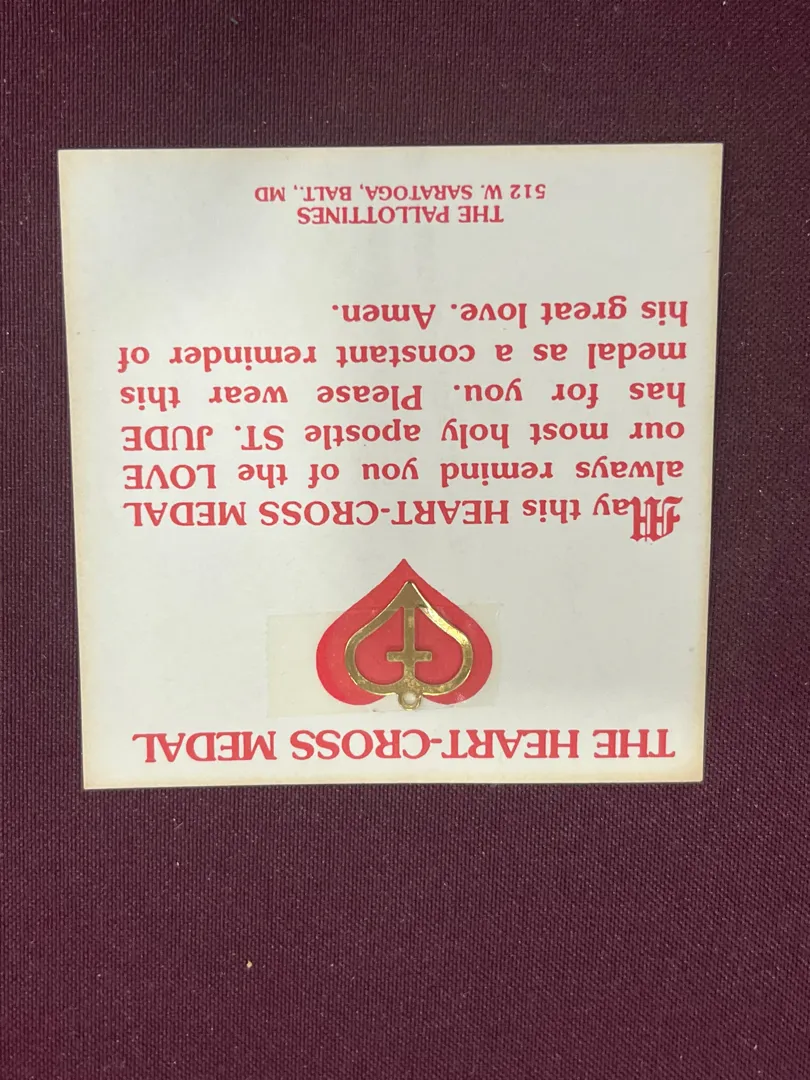 THE HEART-CROSS MEDAL
May this HEART-CROSS MEDAL
always remind you of the LOVE
our most holy apostle ST. JUDE
has for you. Please wear this
medal as a constant reminder of
his great love. Amen.
THE PALLOTTINES
512 W. SARATOGA, BALT., MD